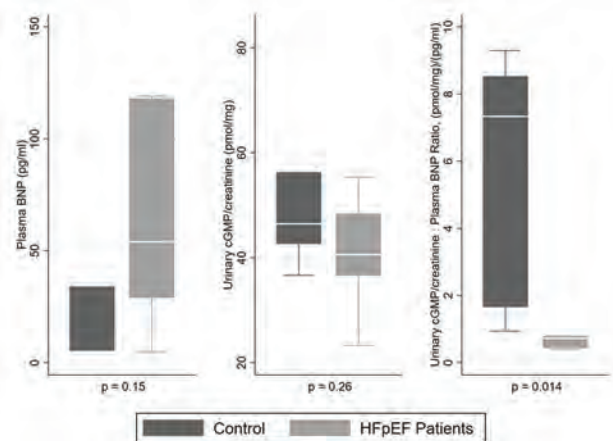 Plasma BNP (pg/ml)
0
50
100
150
p = 0.15
Urinary cGMP/creatinine (pmol/mg)
20
40
60
80
p = 0.26
Urinary cGMP/creatinine : Plasma BNP Ratio, (pmol/mg)/(pg/ml)
0
2
4
6
8
10
p = 0.014
Control
HFpEF Patients